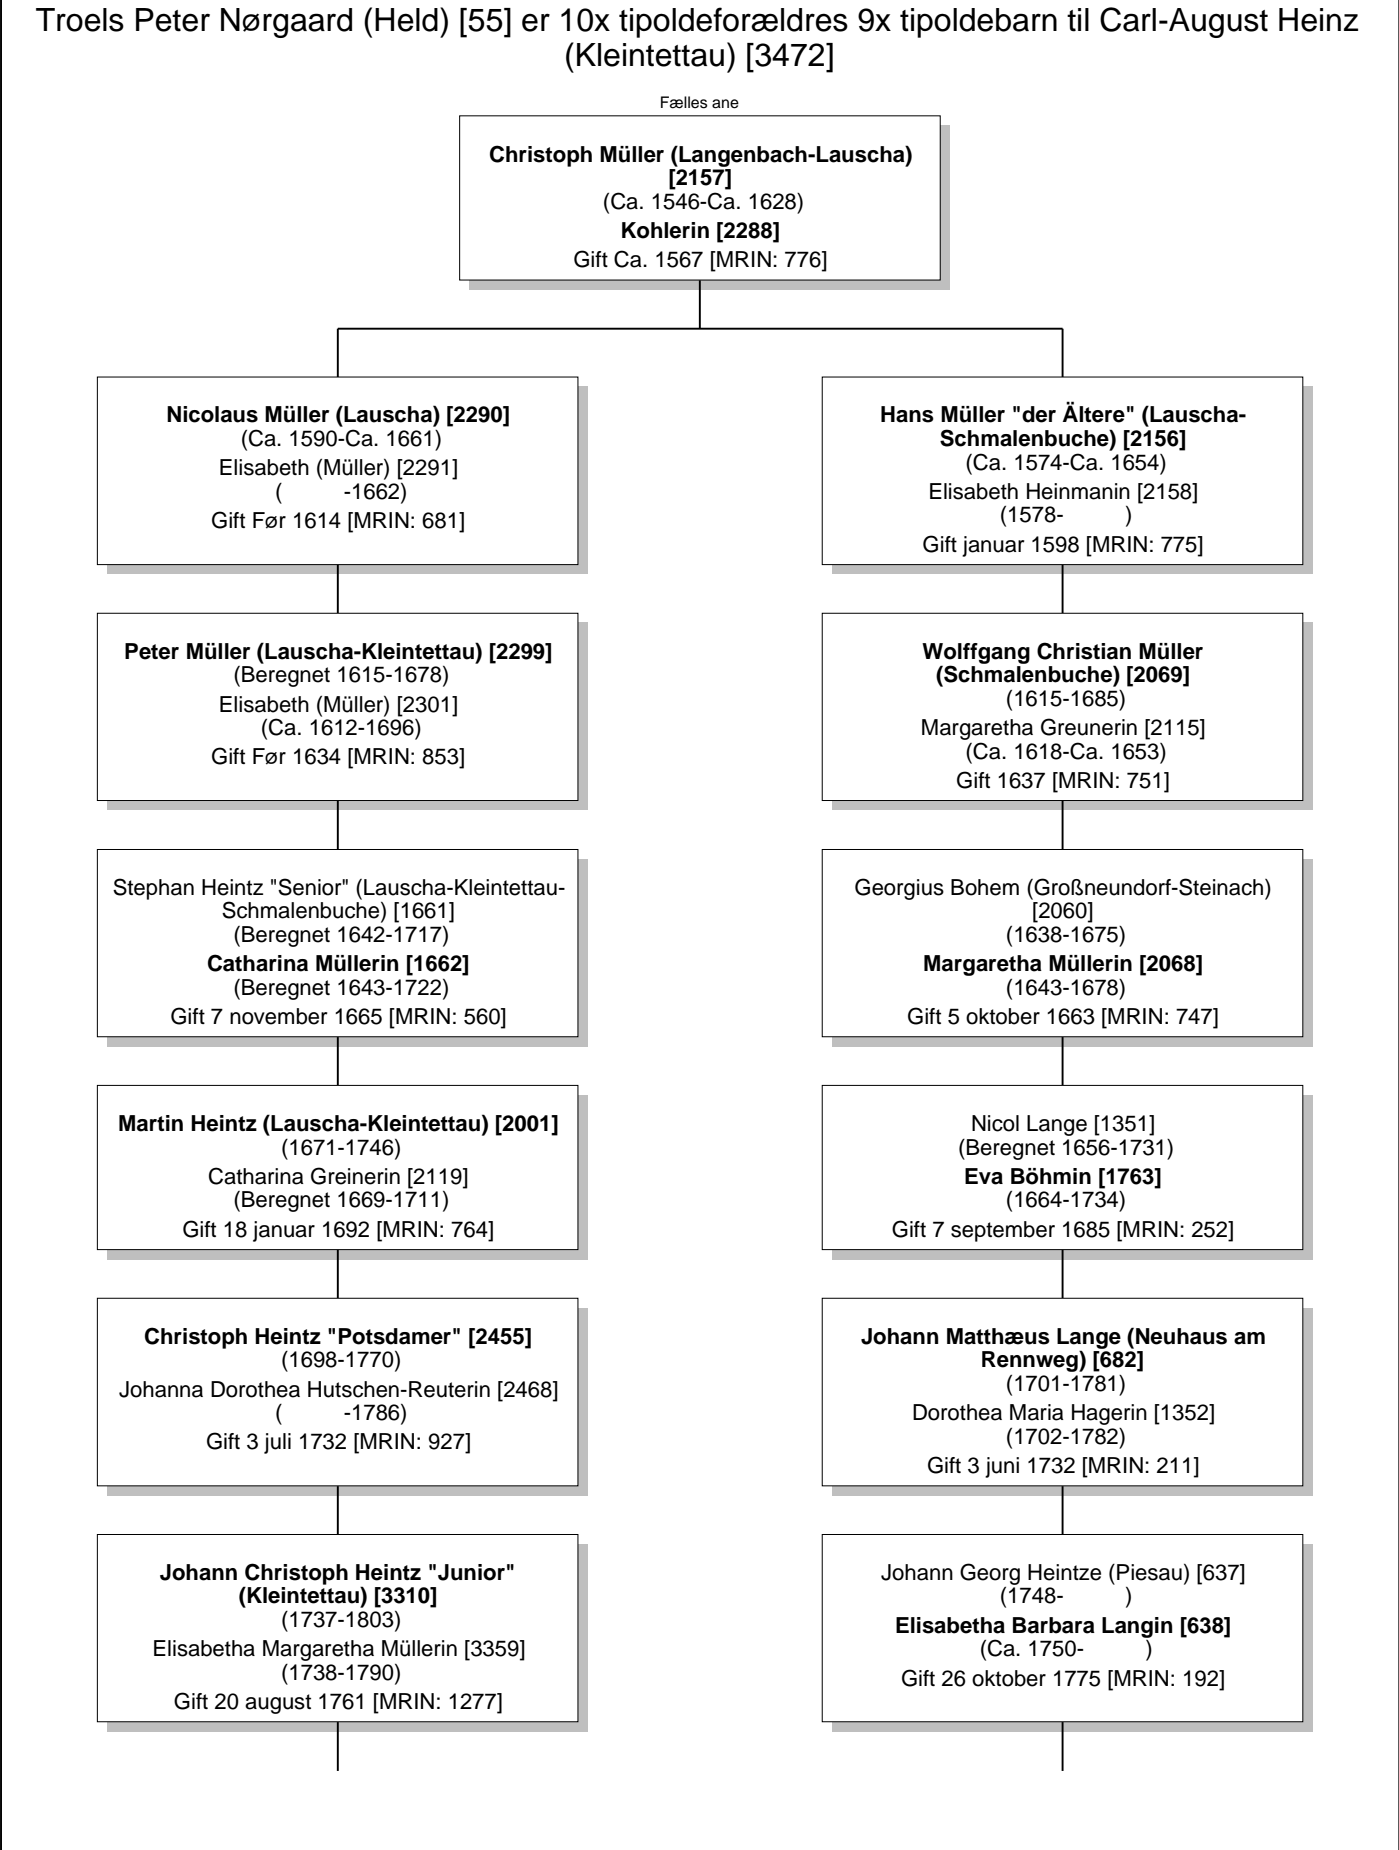 Troels Peter Nørgaard (Held) [55] er 10x tipoldeforældres 9x tipoldebarn til Carl-August Heinz
(Kleintettau) [3472]
Fælles ane
Christoph Müller (Langenbach-Lauscha)
[2157]
(Ca. 1546-Ca. 1628)
Kohlerin [2288]
Gift Ca. 1567 [MRIN: 776]
Nicolaus Müller (Lauscha) [2290]
(Ca. 1590-Ca. 1661)
Elisabeth (Müller) [2291]
( -1662)
Gift Før 1614 [MRIN: 681]
Hans Müller "der Ältere" (Lauscha-
Schmalenbuche) [2156]
(Ca. 1574-Ca. 1654)
Elisabeth Heinmanin [2158]
(1578- )
Gift januar 1598 [MRIN: 775]
Peter Müller (Lauscha-Kleintettau) [2299]
(Beregnet 1615-1678)
Elisabeth (Müller) [2301]
(Ca. 1612-1696)
Gift Før 1634 [MRIN: 853]
Wolffgang Christian Müller
(Schmalenbuche) [2069]
(1615-1685)
Margaretha Greunerin [2115]
(Ca. 1618-Ca. 1653)
Gift 1637 [MRIN: 751]
Stephan Heintz "Senior" (Lauscha-Kleintettau-
Schmalenbuche) [1661]
(Beregnet 1642-1717)
Catharina Müllerin [1662]
(Beregnet 1643-1722)
Gift 7 november 1665 [MRIN: 560]
Georgius Bohem (Großneundorf-Steinach)
[2060]
(1638-1675)
Margaretha Müllerin [2068]
(1643-1678)
Gift 5 oktober 1663 [MRIN: 747]
Martin Heintz (Lauscha-Kleintettau) [2001]
(1671-1746)
Catharina Greinerin [2119]
(Beregnet 1669-1711)
Gift 18 januar 1692 [MRIN: 764]
Nicol Lange [1351]
(Beregnet 1656-1731)
Eva Böhmin [1763]
(1664-1734)
Gift 7 september 1685 [MRIN: 252]
Christoph Heintz "Potsdamer" [2455]
(1698-1770)
Johanna Dorothea Hutschen-Reuterin [2468]
( -1786)
Gift 3 juli 1732 [MRIN: 927]
Johann Matthæus Lange (Neuhaus am
Rennweg) [682]
(1701-1781)
Dorothea Maria Hagerin [1352]
(1702-1782)
Gift 3 juni 1732 [MRIN: 211]
Johann Christoph Heintz "Junior"
(Kleintettau) [3310]
(1737-1803)
Elisabetha Margaretha Müllerin [3359]
(1738-1790)
Gift 20 august 1761 [MRIN: 1277]
Johann Georg Heintze (Piesau) [637]
(1748- )
Elisabetha Barbara Langin [638]
(Ca. 1750- )
Gift 26 oktober 1775 [MRIN: 192]